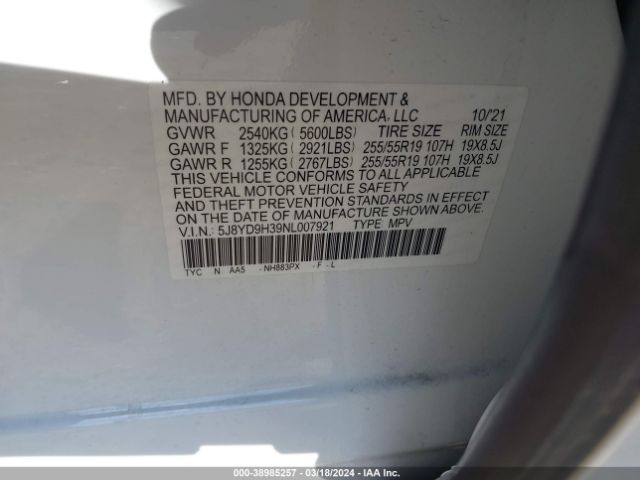 MFD. BY HONDA DEVELOPMENT &
MANUFACTURING OF AMERICA, LLC 10/21
GVWR 2540KG ( 5600LBS) TIRE SIZE RIM SIZE
GAWR F 1325KG ( 2921LBS) 255/55R19 107H 19X8.5J
GAWR R 1255KG ( 2767LBS) 255/55R19 107H 19X8.5J
THIS VEHICLE CONFORMS TO ALL APPLICABLE
FEDERAL MOTOR VEHICLE SAFETY
AND THEFT PREVENTION STANDARDS IN EFFECT
ON THE DATE OF MANUFACTURE SHOWN ABOVE.
V.I.N.: 5J8YD9H39NL007921 TYPE: MPV
TYC N AA5 - NH883PX - F - L
000-38985257 - 03/18/2024 - IAA Inc.